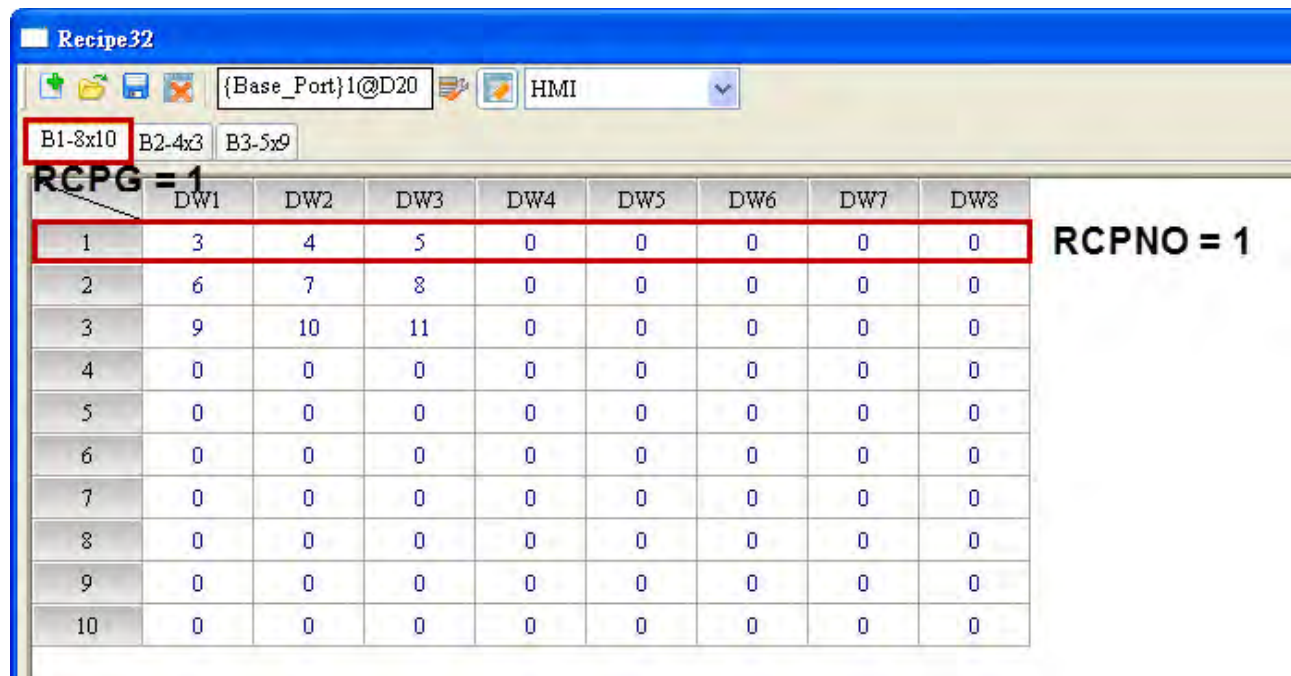 Recipe32
{Base_Port}1@D20 HMI
B1-8x10 B2-4x3 B3-5x9
RCPG = 1
DW1 DW2 DW3 DW4 DW5 DW6 DW7 DW8
1 3 4 5 0 0 0 0 0 RCPNO = 1
2 6 7 8 0 0 0 0 0
3 9 10 11 0 0 0 0 0
4 0 0 0 0 0 0 0 0
5 0 0 0 0 0 0 0 0
6 0 0 0 0 0 0 0 0
7 0 0 0 0 0 0 0 0
8 0 0 0 0 0 0 0 0
9 0 0 0 0 0 0 0 0
10 0 0 0 0 0 0 0 0